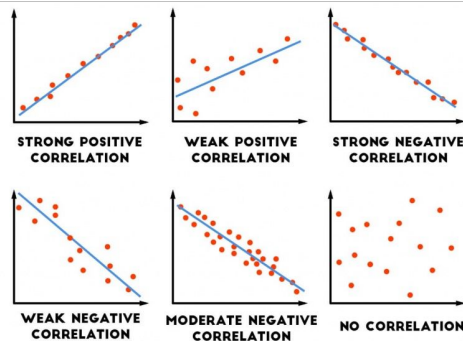 STRONG POSITIVE
CORRELATION
WEAK POSITIVE
CORRELATION
STRONG NEGATIVE
CORRELATION
WEAK NEGATIVE
CORRELATION
MODERATE NEGATIVE
CORRELATION
NO CORRELATION